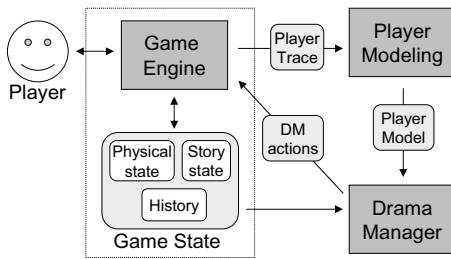 Player
Game
Engine
Player
Trace
Player
Modeling
Player
Model
DM
actions
Physical
state
Story
state
History
Game State
Drama
Manager